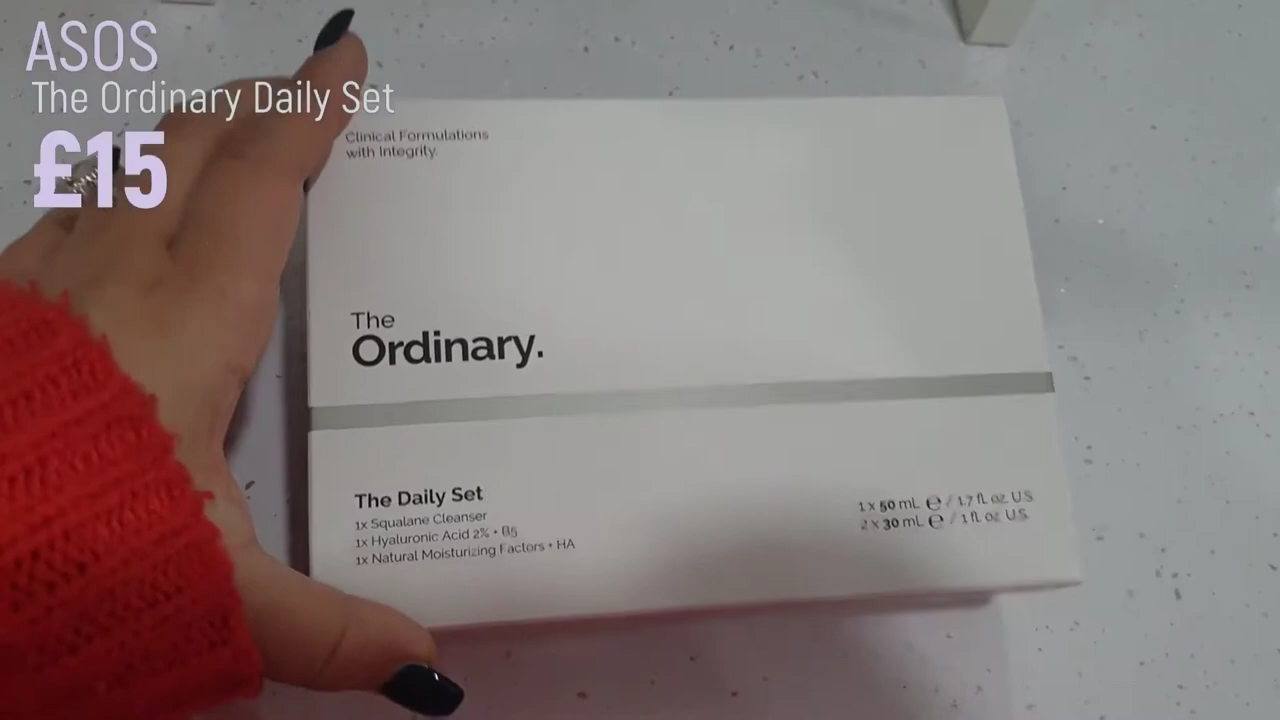 ASOS
The Ordinary Daily Set
£15
Clinical Formulations
with Integrity.
The
Ordinary.
The Daily Set
1x Squalane Cleanser
1x Hyaluronic Acid 2% + B5
1x Natural Moisturizing Factors + HA
1 x 50 mL ℮ / 1.7 fl. oz. U.S.
2 x 30 mL ℮ / 1 fl. oz. U.S.